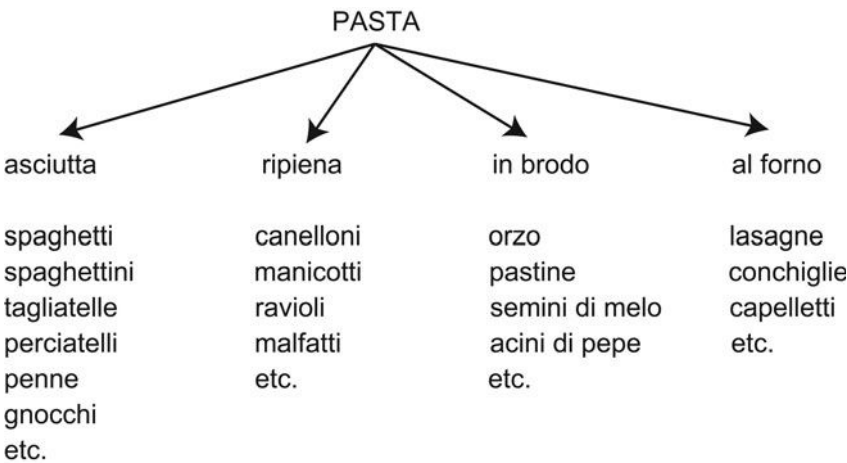 PASTA
asciutta ripiena in brodo al forno
spaghetti canelloni orzo lasagne
spaghettini manicotti pastine conchiglie
tagliatelle ravioli semini di melo capelletti
perciatelli malfatti acini di pepe etc.
penne etc. etc.
gnocchi
etc.